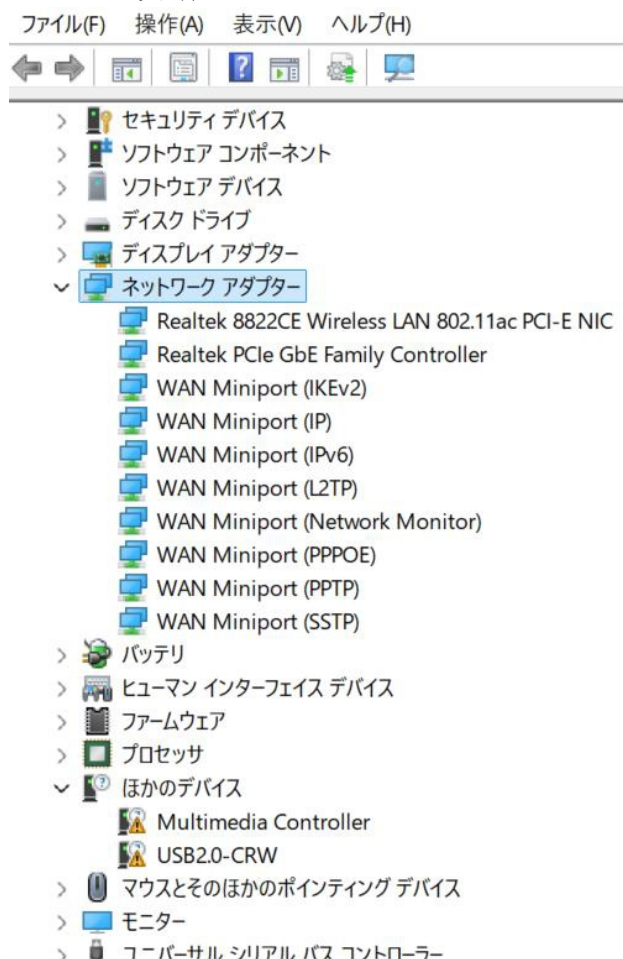 ファイル(F) 操作(A) 表示(V) ヘルプ(H)
セキュリティ デバイス
ソフトウェア コンポーネント
ソフトウェア デバイス
ディスク ドライブ
ディスプレイ アダプター
ネットワーク アダプター
Realtek 8822CE Wireless LAN 802.11ac PCI-E NIC
Realtek PCIe GbE Family Controller
WAN Miniport (IKEv2)
WAN Miniport (IP)
WAN Miniport (IPv6)
WAN Miniport (L2TP)
WAN Miniport (Network Monitor)
WAN Miniport (PPPOE)
WAN Miniport (PPTP)
WAN Miniport (SSTP)
バッテリ
ヒューマン インターフェイス デバイス
ファームウェア
プロセッサ
ほかのデバイス
Multimedia Controller
USB2.0-CRW
マウスとそのほかのポインティング デバイス
モニター
ユニバーサル シリアル バス コントローラー